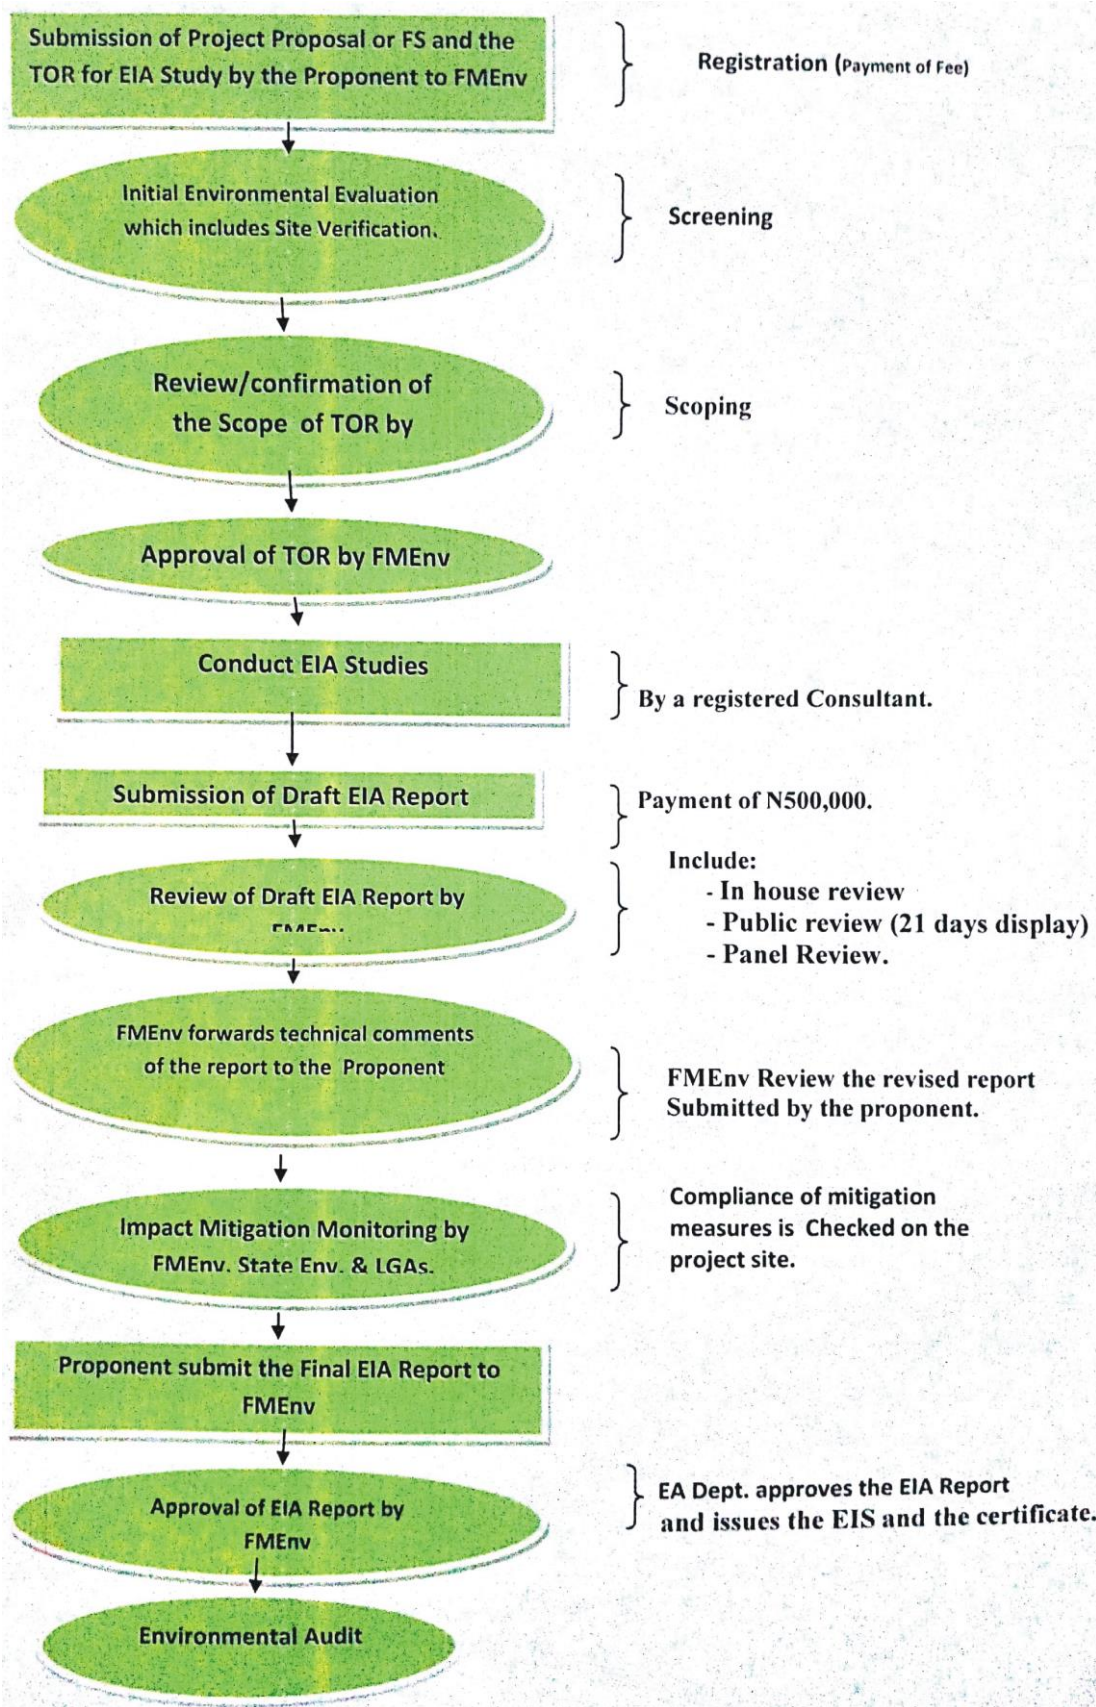 Submission of Project Proposal or FS and the
TOR for EIA Study by the Proponent to FMEnv
Registration (Payment of Fee)
Initial Environmental Evaluation
which includes Site Verification.
Screening
Review/confirmation of
the Scope of TOR by
Scoping
Approval of TOR by FMEnv
Conduct EIA Studies
By a registered Consultant.
Submission of Draft EIA Report
Payment of N500,000.
Review of Draft EIA Report by
Include:
- In house review
- Public review (21 days display)
- Panel Review.
FMEnv forwards technical comments
of the report to the Proponent
FMEnv Review the revised report
Submitted by the proponent.
Impact Mitigation Monitoring by
FMEnv. State Env. & LGAs.
Compliance of mitigation
measures is Checked on the
project site.
Proponent submit the Final EIA Report to
FMEnv
Approval of EIA Report by
FMEnv
EA Dept. approves the EIA Report
and issues the EIS and the certificate.
Environmental Audit